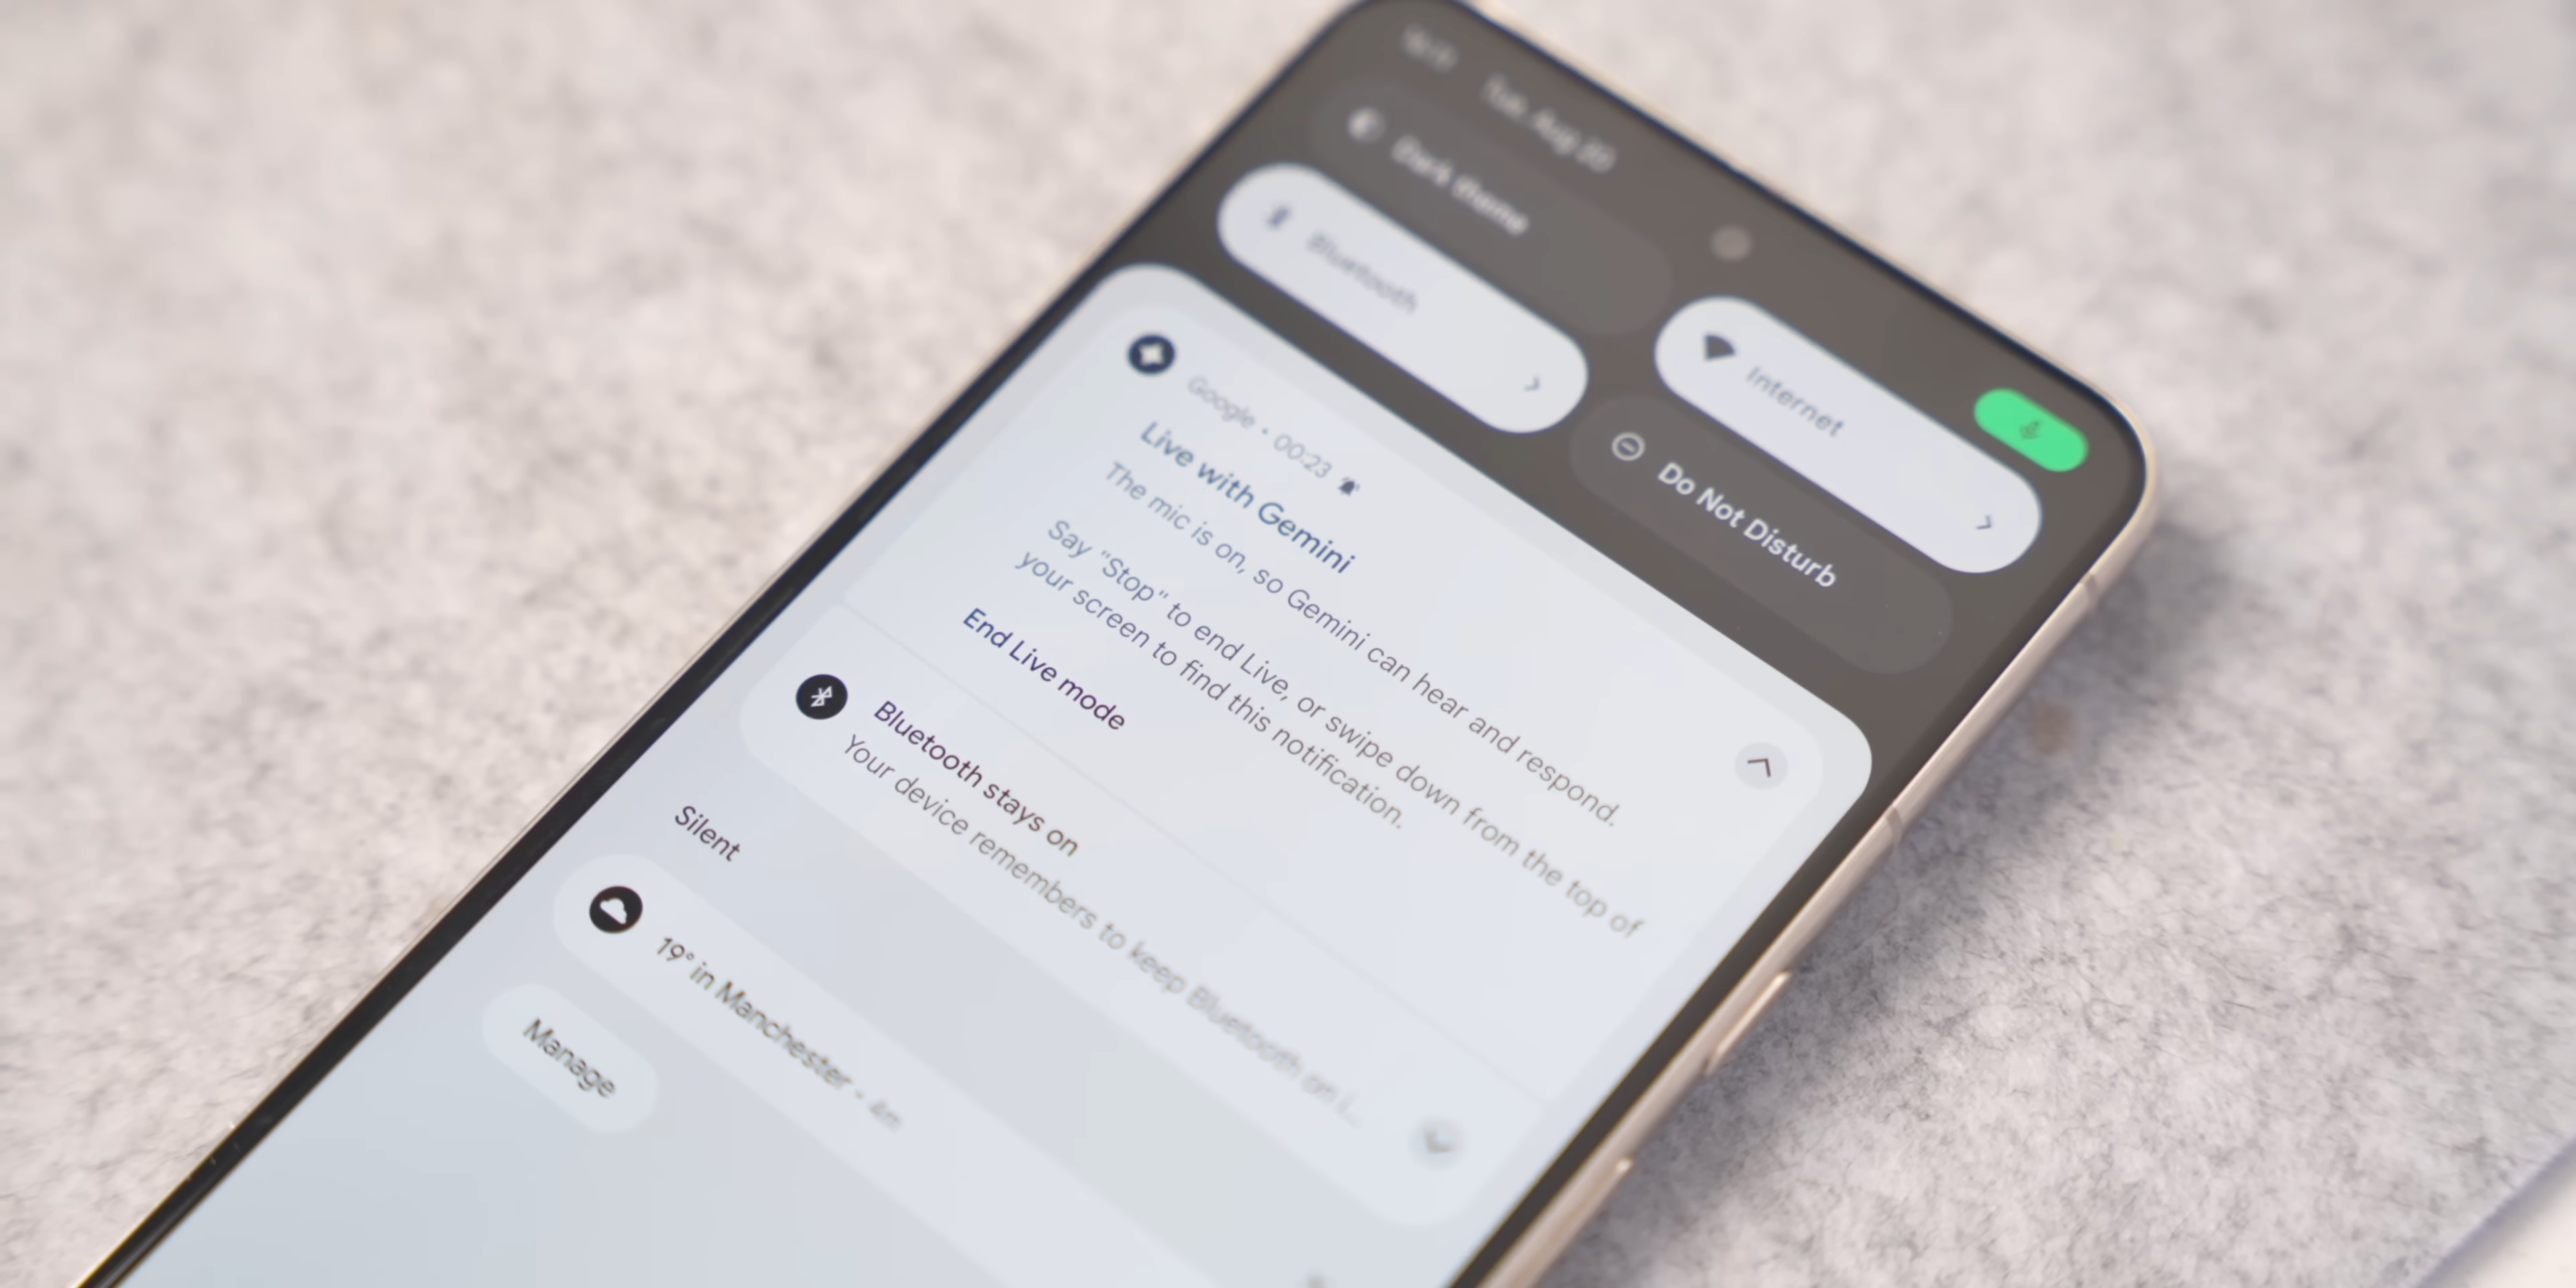 Tue, Aug 20
Internet
Dark theme
Do Not Disturb
Bluetooth
Google • 00:23
Live with Gemini
The mic is on, so Gemini can hear and respond.
Say "Stop" to end Live, or swipe down from the top of
your screen to find this notification.
End Live mode
Bluetooth stays on
Your device remembers to keep Bluetooth on i...
Silent
19° in Manchester • 4m
Manage